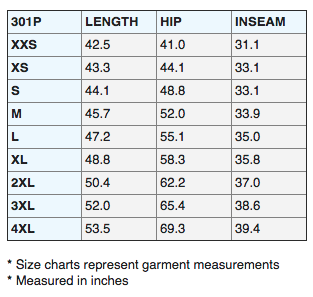 301P LENGTH HIP INSEAM
XXS 42.5 41.0 31.1
XS 43.3 44.1 33.1
S 44.1 48.8 33.1
M 45.7 52.0 33.9
L 47.2 55.1 35.0
XL 48.8 58.3 35.8
2XL 50.4 62.2 37.0
3XL 52.0 65.4 38.6
4XL 53.5 69.3 39.4
* Size charts represent garment measurements
* Measured in inches